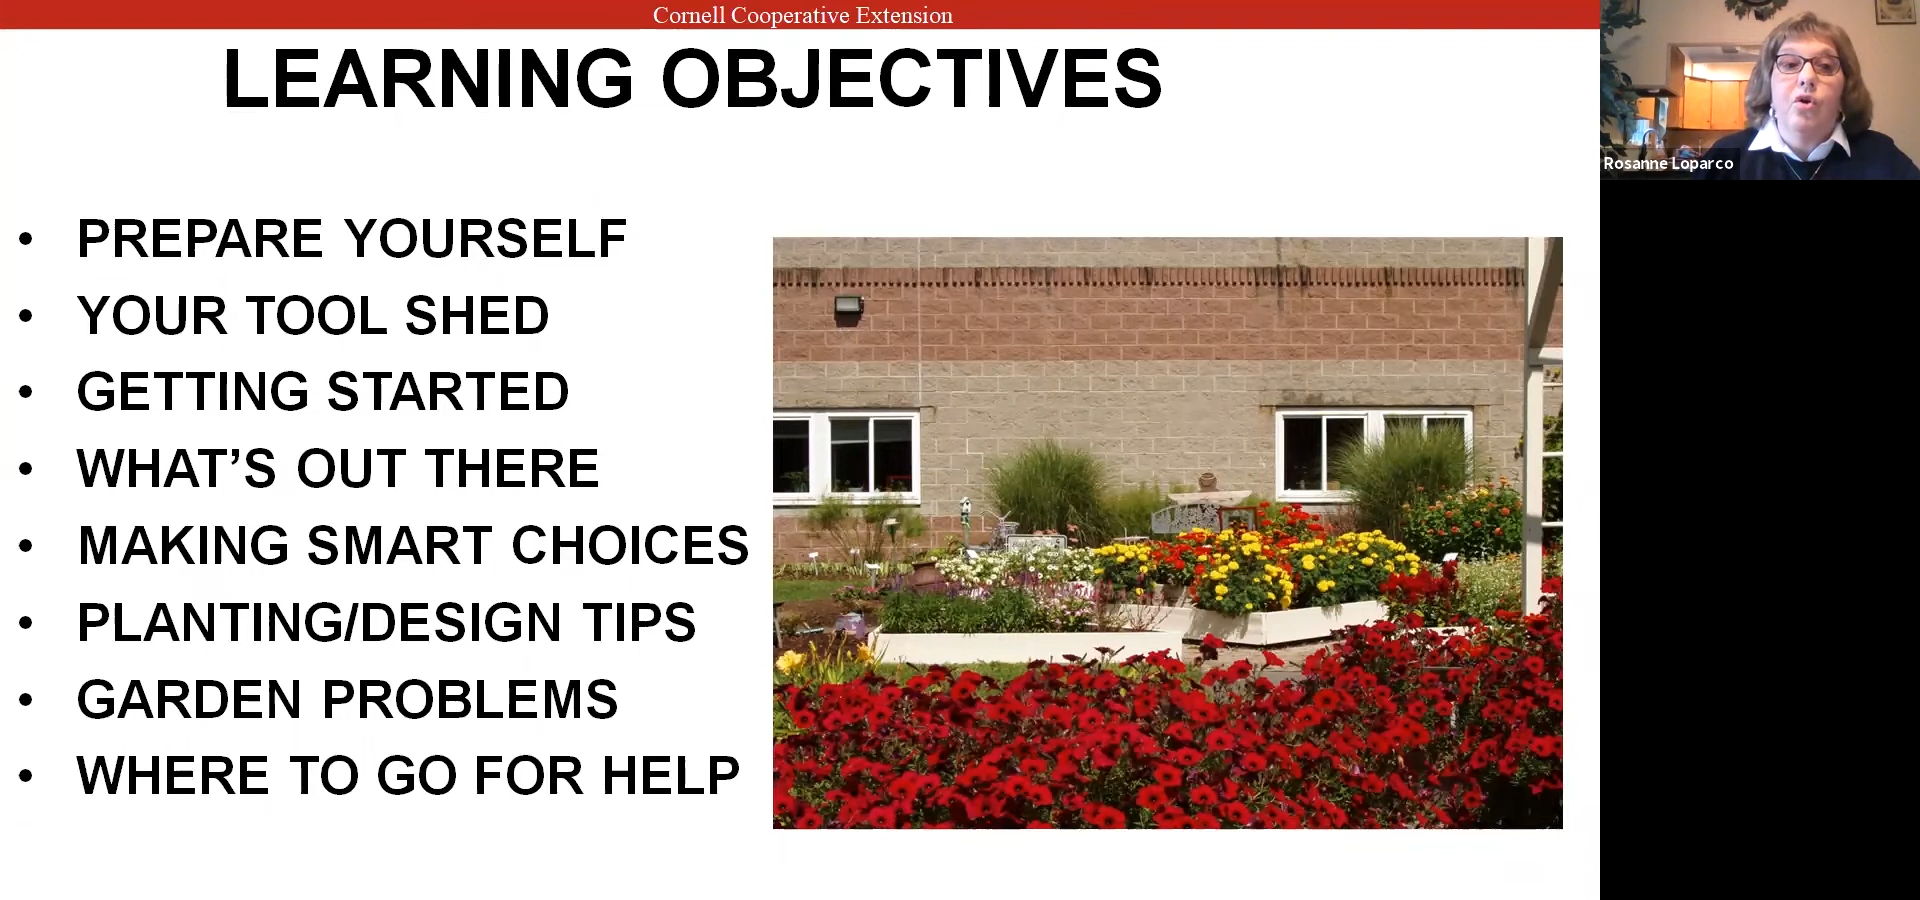 Cornell Cooperative Extension
LEARNING OBJECTIVES
• PREPARE YOURSELF
• YOUR TOOL SHED
• GETTING STARTED
• WHAT’S OUT THERE
• MAKING SMART CHOICES
• PLANTING/DESIGN TIPS
• GARDEN PROBLEMS
• WHERE TO GO FOR HELP
Rosanne Loparco